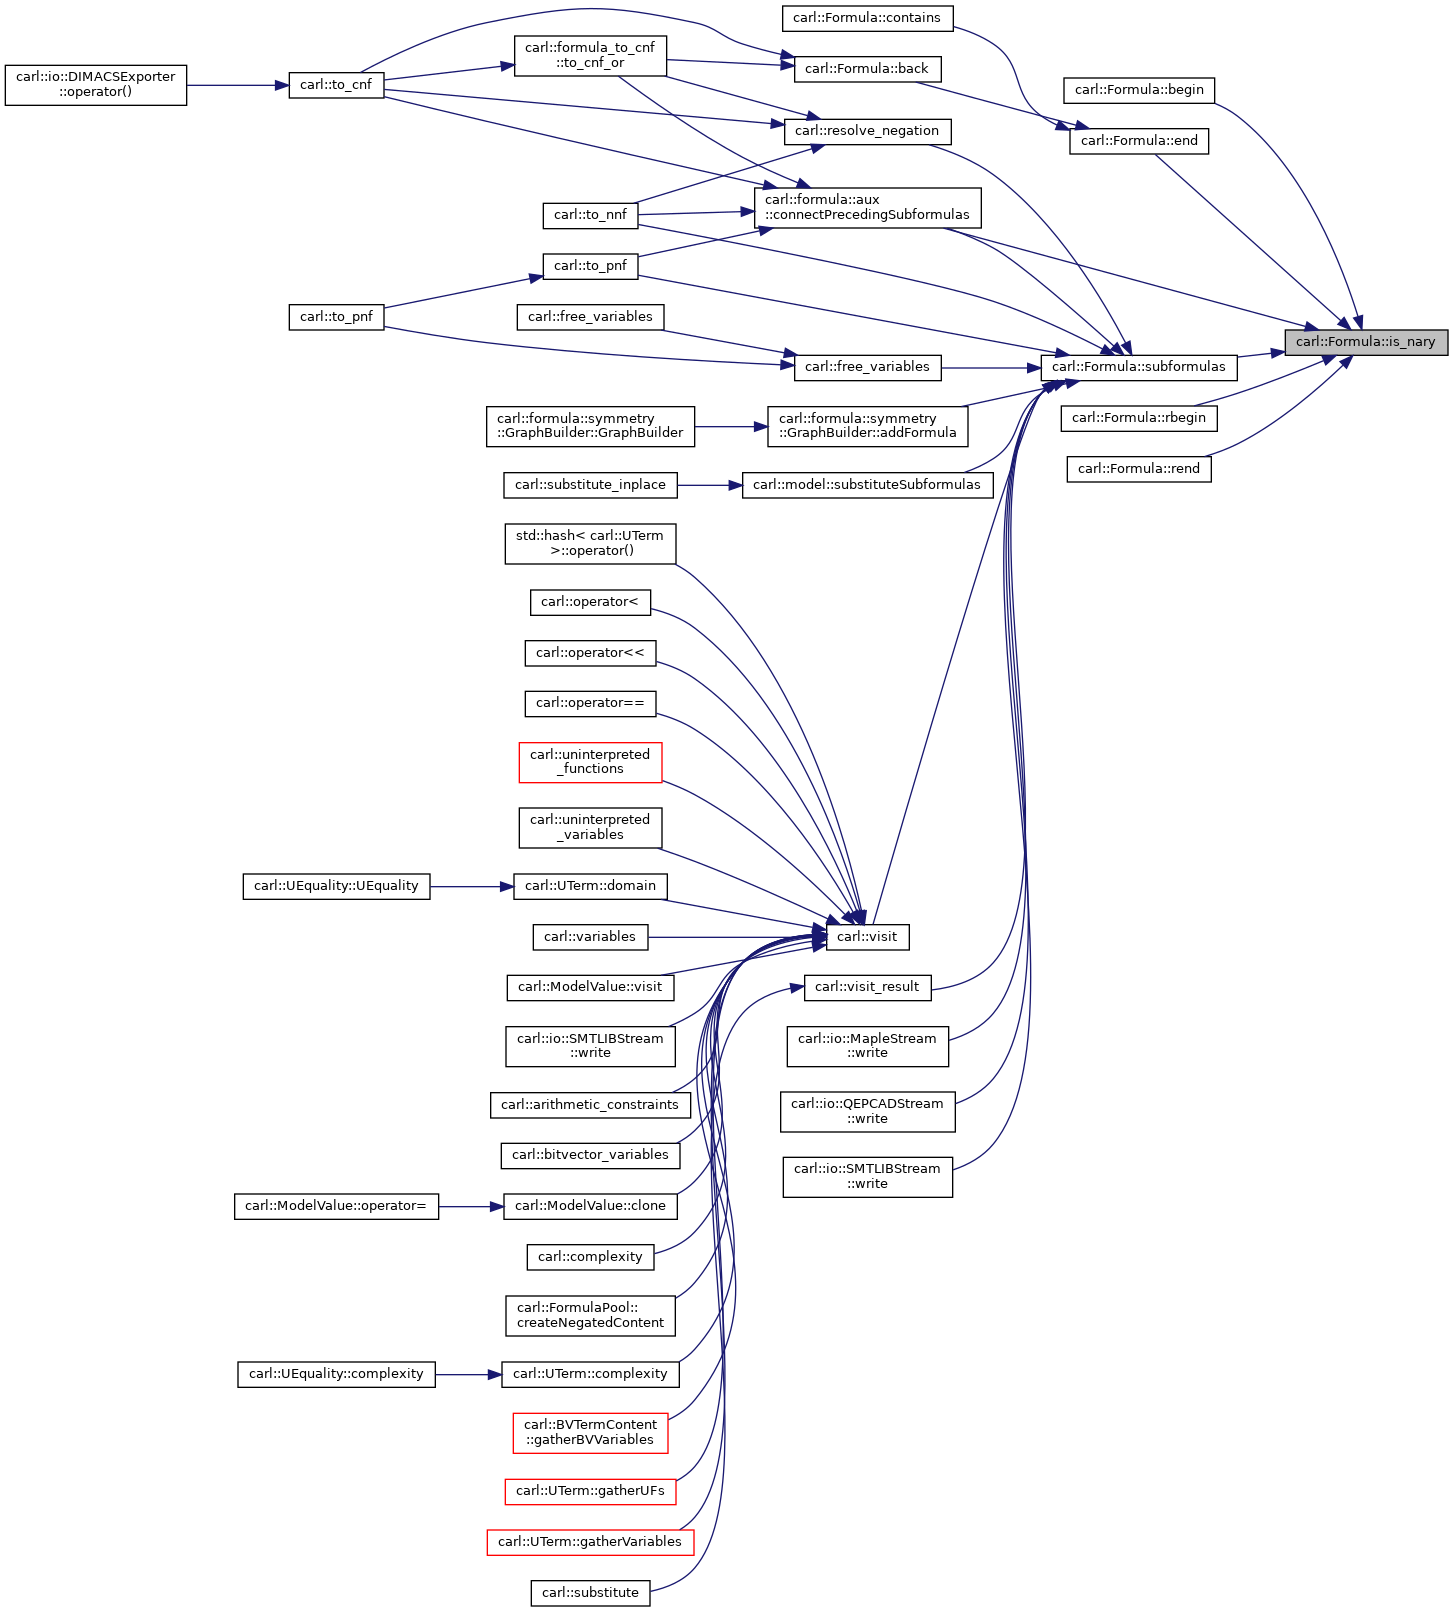 carl::Formula::contains
carl::formula_to_cnf
::to_cnf_or
carl::Formula::back
carl::io::DIMACSExporter
::operator()
carl::to_cnf
carl::Formula::begin
carl::resolve_negation
carl::Formula::end
carl::formula::aux
::connectPrecedingSubformulas
carl::to_nnf
carl::to_pnf
carl::to_pnf
carl::free_variables
carl::Formula::is_nary
carl::free_variables
carl::Formula::subformulas
carl::formula::symmetry
::GraphBuilder::GraphBuilder
carl::formula::symmetry
::GraphBuilder::addFormula
carl::Formula::rbegin
carl::Formula::rend
carl::substitute_inplace
carl::model::substituteSubformulas
std::hash< carl::UTerm
>::operator()
carl::operator<
carl::operator<<
carl::operator==
carl::uninterpreted
_functions
carl::uninterpreted
_variables
carl::UEquality::UEquality
carl::UTerm::domain
carl::variables
carl::visit
carl::ModelValue::visit
carl::visit_result
carl::io::SMTLIBStream
::write
carl::io::MapleStream
::write
carl::arithmetic_constraints
carl::io::QEPCADStream
::write
carl::bitvector_variables
carl::io::SMTLIBStream
::write
carl::ModelValue::operator=
carl::ModelValue::clone
carl::complexity
carl::FormulaPool::
createNegatedContent
carl::UEquality::complexity
carl::UTerm::complexity
carl::BVTermContent
::gatherBVVariables
carl::UTerm::gatherUFs
carl::UTerm::gatherVariables
carl::substitute